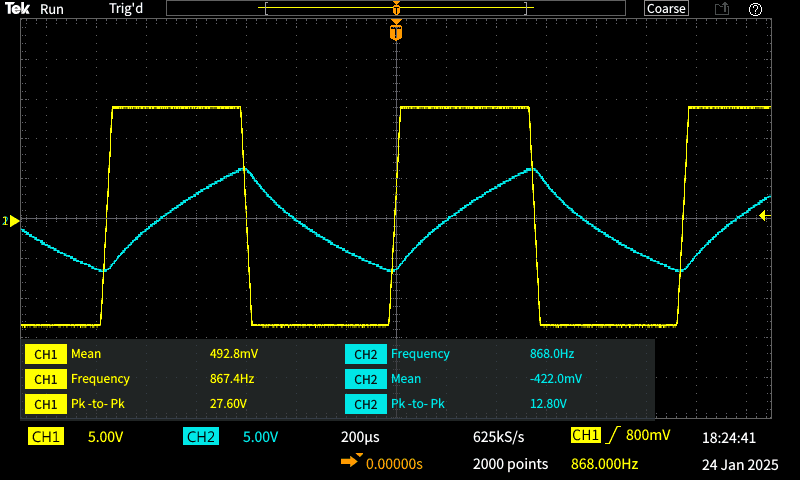 Tek Run Trig'd T Coarse ?
T
CH1 Mean 492.8mV CH2 Frequency 868.0Hz
CH1 Frequency 867.4Hz CH2 Mean -422.0mV
CH1 Pk -to- Pk 27.60V CH2 Pk -to- Pk 12.80V
CH1 5.00V CH2 5.00V 200µs 625kS/s CH1 800mV 18:24:41
0.00000s 2000 points 868.000Hz 24 Jan 2025